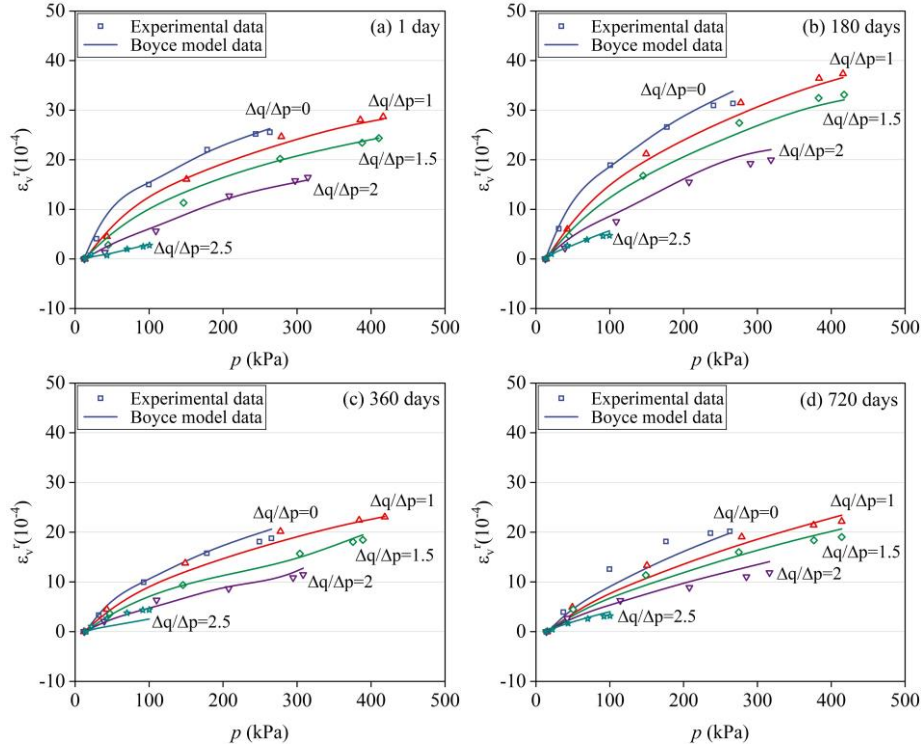 50
Experimental data
Boyce model data
(a) 1 day
40
30
20
10
0
-10
εᵥʳ(10⁻⁴)
Δq/Δp=0
Δq/Δp=1
Δq/Δp=1.5
Δq/Δp=2
Δq/Δp=2.5
0 100 200 300 400 500
p (kPa)
50
Experimental data
Boyce model data
(b) 180 days
40
30
20
10
0
-10
εᵥʳ(10⁻⁴)
Δq/Δp=0
Δq/Δp=1
Δq/Δp=1.5
Δq/Δp=2
Δq/Δp=2.5
0 100 200 300 400 500
p (kPa)
50
Experimental data
Boyce model data
(c) 360 days
40
30
20
10
0
-10
εᵥʳ(10⁻⁴)
Δq/Δp=0
Δq/Δp=1
Δq/Δp=1.5
Δq/Δp=2
Δq/Δp=2.5
0 100 200 300 400 500
p (kPa)
50
Experimental data
Boyce model data
(d) 720 days
40
30
20
10
0
-10
εᵥʳ(10⁻⁴)
Δq/Δp=0
Δq/Δp=1
Δq/Δp=1.5
Δq/Δp=2
Δq/Δp=2.5
0 100 200 300 400 500
p (kPa)